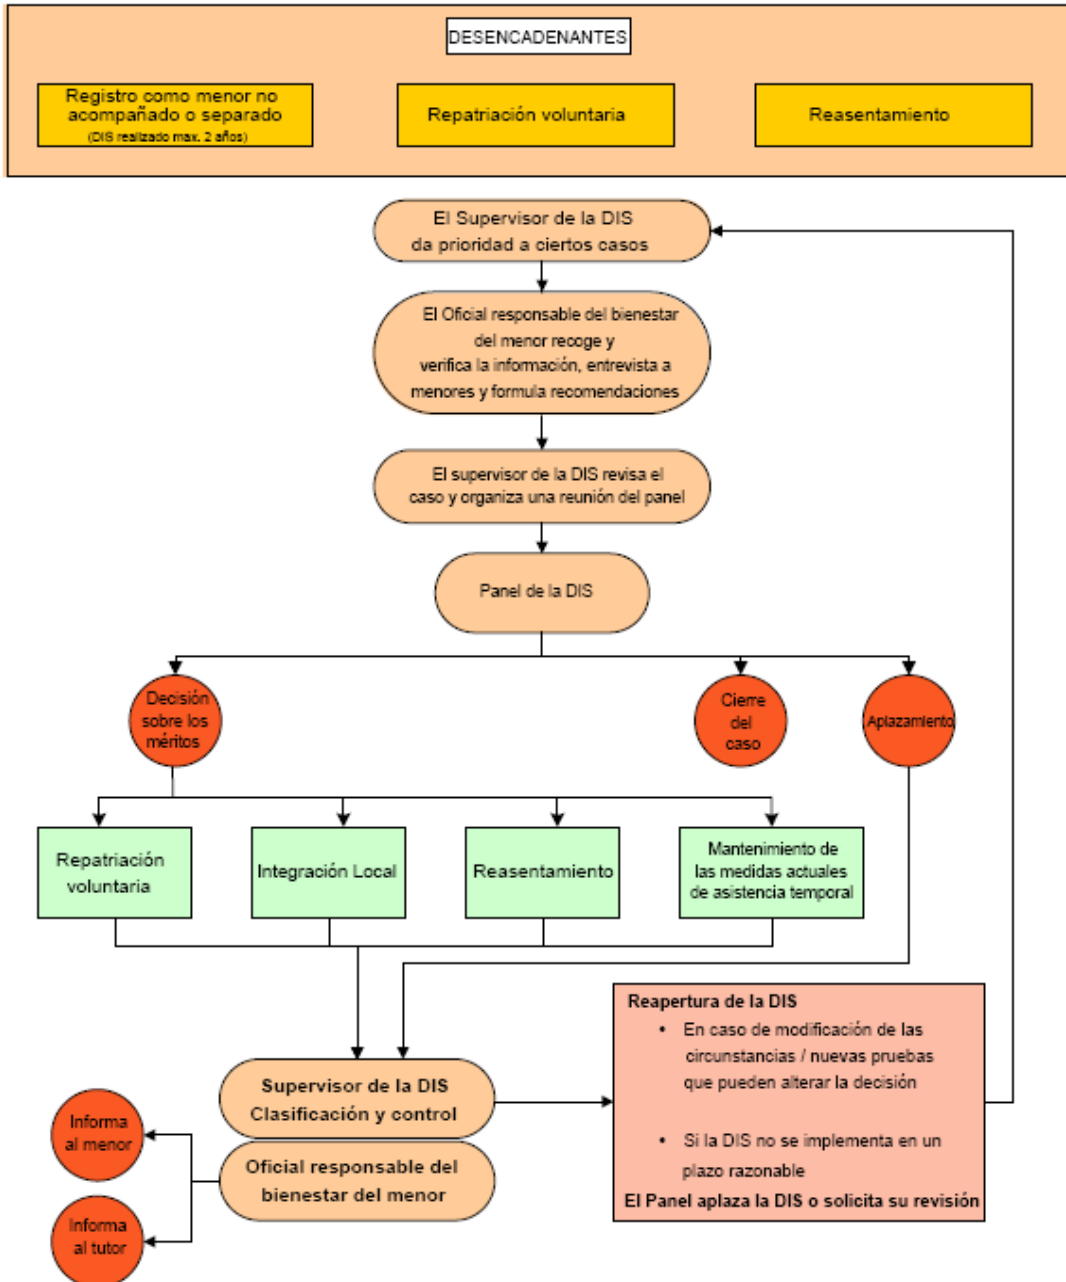 DESENCADENANTES
Registro como menor no
acompañado o separado
(DIS realizado max. 2 años)
Repatriación voluntaria
Reasentamiento
El Supervisor de la DIS
da prioridad a ciertos casos
El Oficial responsable del bienestar
del menor recoge y
verifica la información, entrevista a
menores y formula recomendaciones
El supervisor de la DIS revisa el
caso y organiza una reunión del panel
Panel de la DIS
Decisión
sobre los
méritos
Cierre
del
caso
Aplazamiento
Repatriación
voluntaria
Integración Local
Reasentamiento
Mantenimiento de
las medidas actuales
de asistencia temporal
Reapertura de la DIS
• En caso de modificación de las
circunstancias / nuevas pruebas
que pueden alterar la decisión
• Si la DIS no se implementa en un
plazo razonable
El Panel aplaza la DIS o solicita su revisión
Supervisor de la DIS
Clasificación y control
Oficial responsable del
bienestar del menor
Informa
al menor
Informa
al tutor